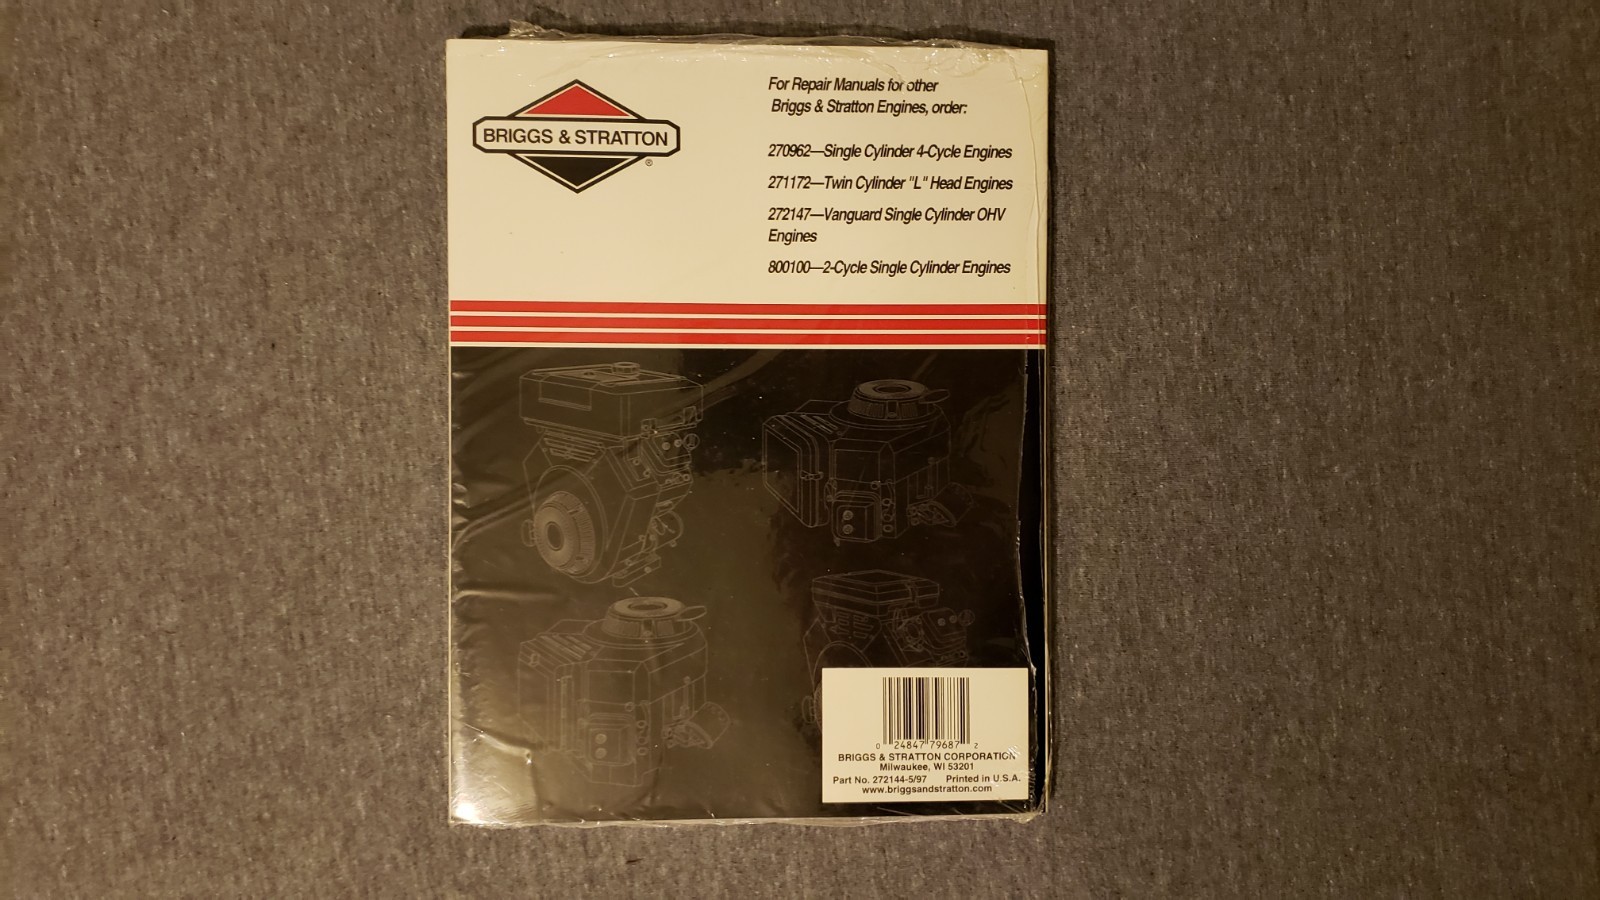 BRIGGS & STRATTON
®
For Repair Manuals for other
Briggs & Stratton Engines, order:
270962—Single Cylinder 4-Cycle Engines
271172—Twin Cylinder "L" Head Engines
272147—Vanguard Single Cylinder OHV
Engines
800100—2-Cycle Single Cylinder Engines
0 24847 79687 2
BRIGGS & STRATTON CORPORATION
Milwaukee, WI 53201
Part No. 272144-5/97 Printed in U.S.A.
www.briggsandstratton.com